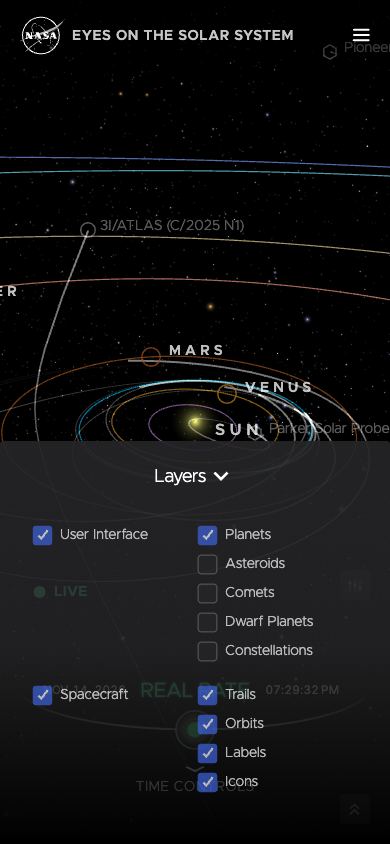 NASA
EYES ON THE SOLAR SYSTEM
Pioneer
3I/ATLAS (C/2025 N1)
ER
MARS
VENUS
SUN
Parker Solar Probe
Layers
User Interface
Planets
Asteroids
LIVE
Comets
Dwarf Planets
Constellations
Spacecraft
REAL RATE
Trails
07:29:32 PM
Orbits
Labels
Icons